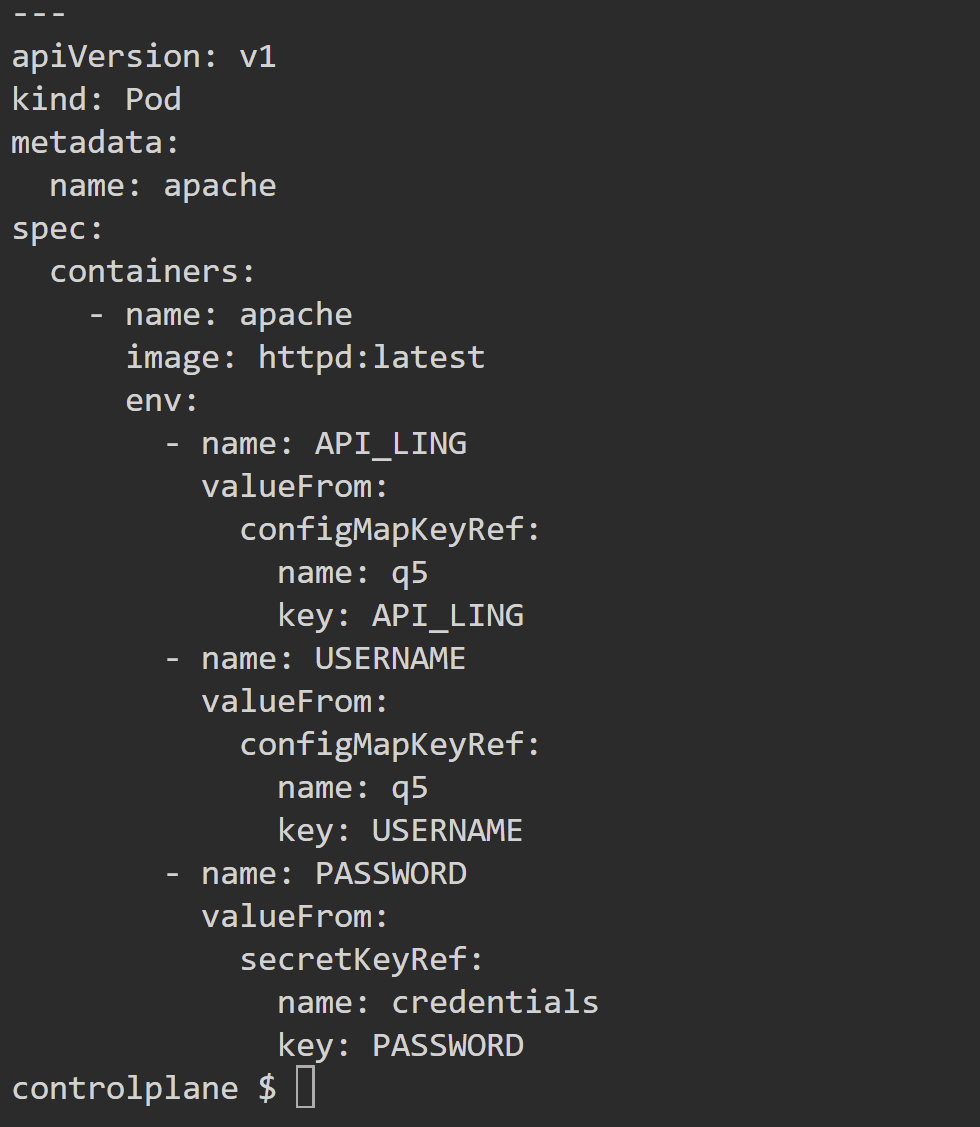 ---
apiVersion: v1
kind: Pod
metadata:
  name: apache
spec:
  containers:
    - name: apache
      image: httpd:latest
      env:
        - name: API_LING
          valueFrom:
            configMapKeyRef:
              name: q5
              key: API_LING
        - name: USERNAME
          valueFrom:
            configMapKeyRef:
              name: q5
              key: USERNAME
        - name: PASSWORD
          valueFrom:
            secretKeyRef:
              name: credentials
              key: PASSWORD
controlplane $